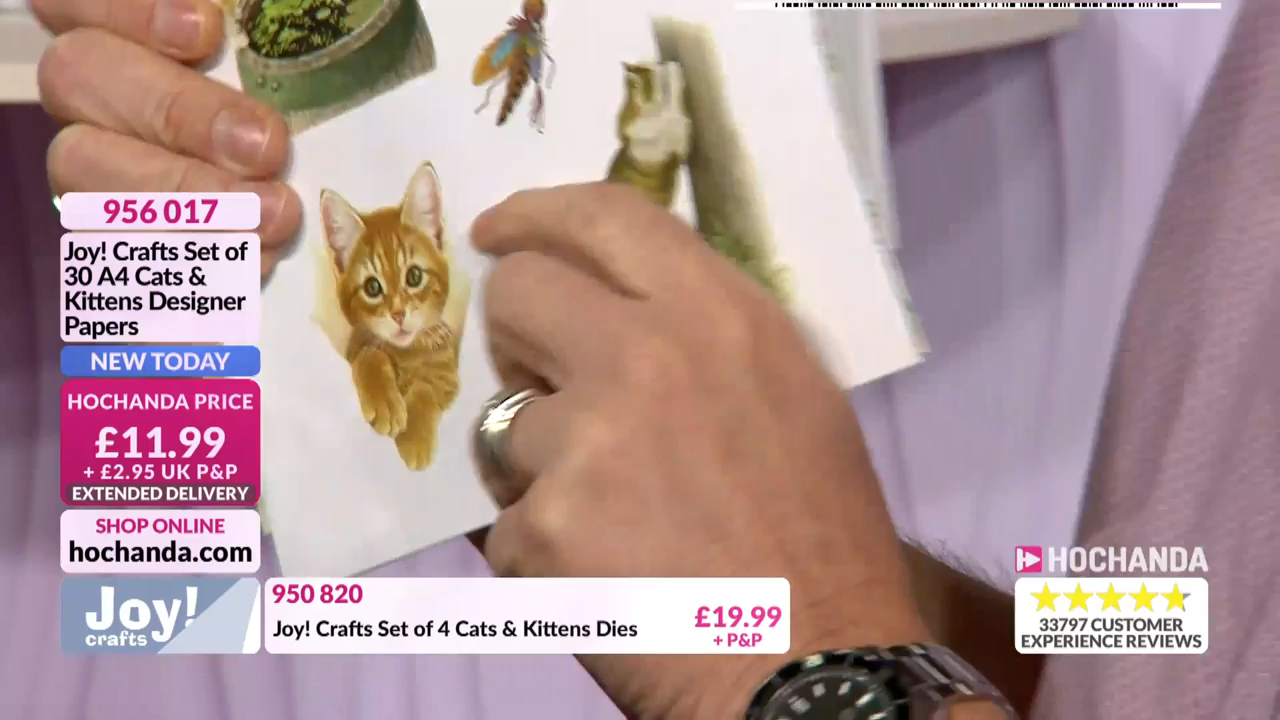 956 017
Joy! Crafts Set of
30 A4 Cats &
Kittens Designer
Papers
NEW TODAY
HOCHANDA PRICE
£11.99
+ £2.95 UK P&P
EXTENDED DELIVERY
SHOP ONLINE
hochanda.com
Joy!
crafts
950 820
Joy! Crafts Set of 4 Cats & Kittens Dies
£19.99
+ P&P
HOCHANDA
33797 CUSTOMER
EXPERIENCE REVIEWS